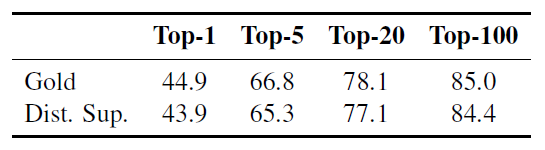 Top-1 Top-5 Top-20 Top-100
Gold 44.9 66.8 78.1 85.0
Dist. Sup. 43.9 65.3 77.1 84.4